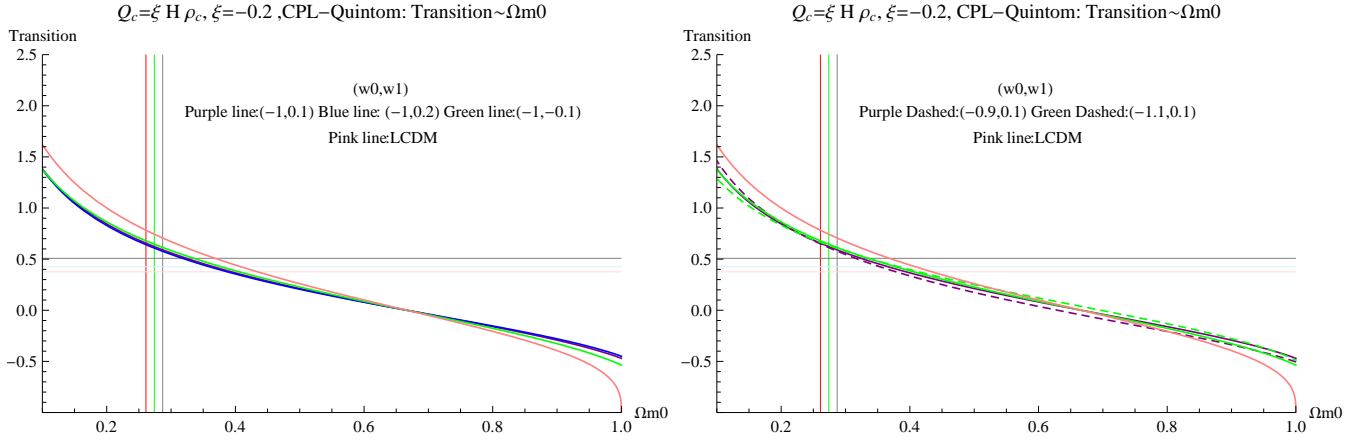 Q_c=ξ H ρ_c, ξ=−0.2 ,CPL−Quintom: Transition~Ωm0
Transition
(w0,w1)
Purple line:(−1,0.1) Blue line: (−1,0.2) Green line:(−1,−0.1)
Pink line:LCDM
2.5
2.0
1.5
1.0
0.5
0.0
−0.5
0.2 0.4 0.6 0.8 1.0 Ωm0
Q_c=ξ H ρ_c, ξ=−0.2, CPL−Quintom: Transition~Ωm0
Transition
(w0,w1)
Purple Dashed:(−0.9,0.1) Green Dashed:(−1.1,0.1)
Pink line:LCDM
2.5
2.0
1.5
1.0
0.5
0.0
−0.5
0.2 0.4 0.6 0.8 1.0 Ωm0